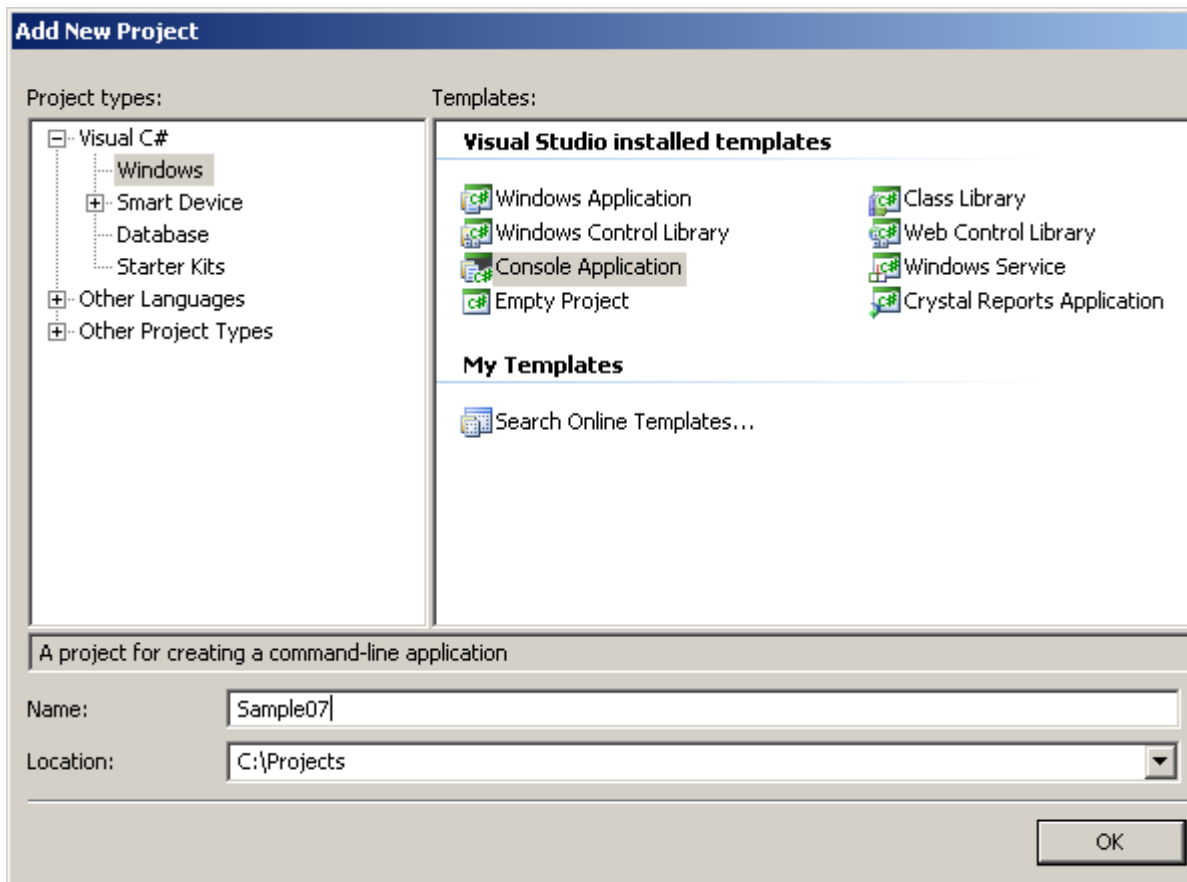 Add New Project
Project types:
Templates:
Visual C#
Windows
Smart Device
Database
Starter Kits
Other Languages
Other Project Types
Visual Studio installed templates
Windows Application
Windows Control Library
Console Application
Empty Project
Class Library
Web Control Library
Windows Service
Crystal Reports Application
My Templates
Search Online Templates...
A project for creating a command-line application
Name:
Sample07
Location:
C:\Projects
OK